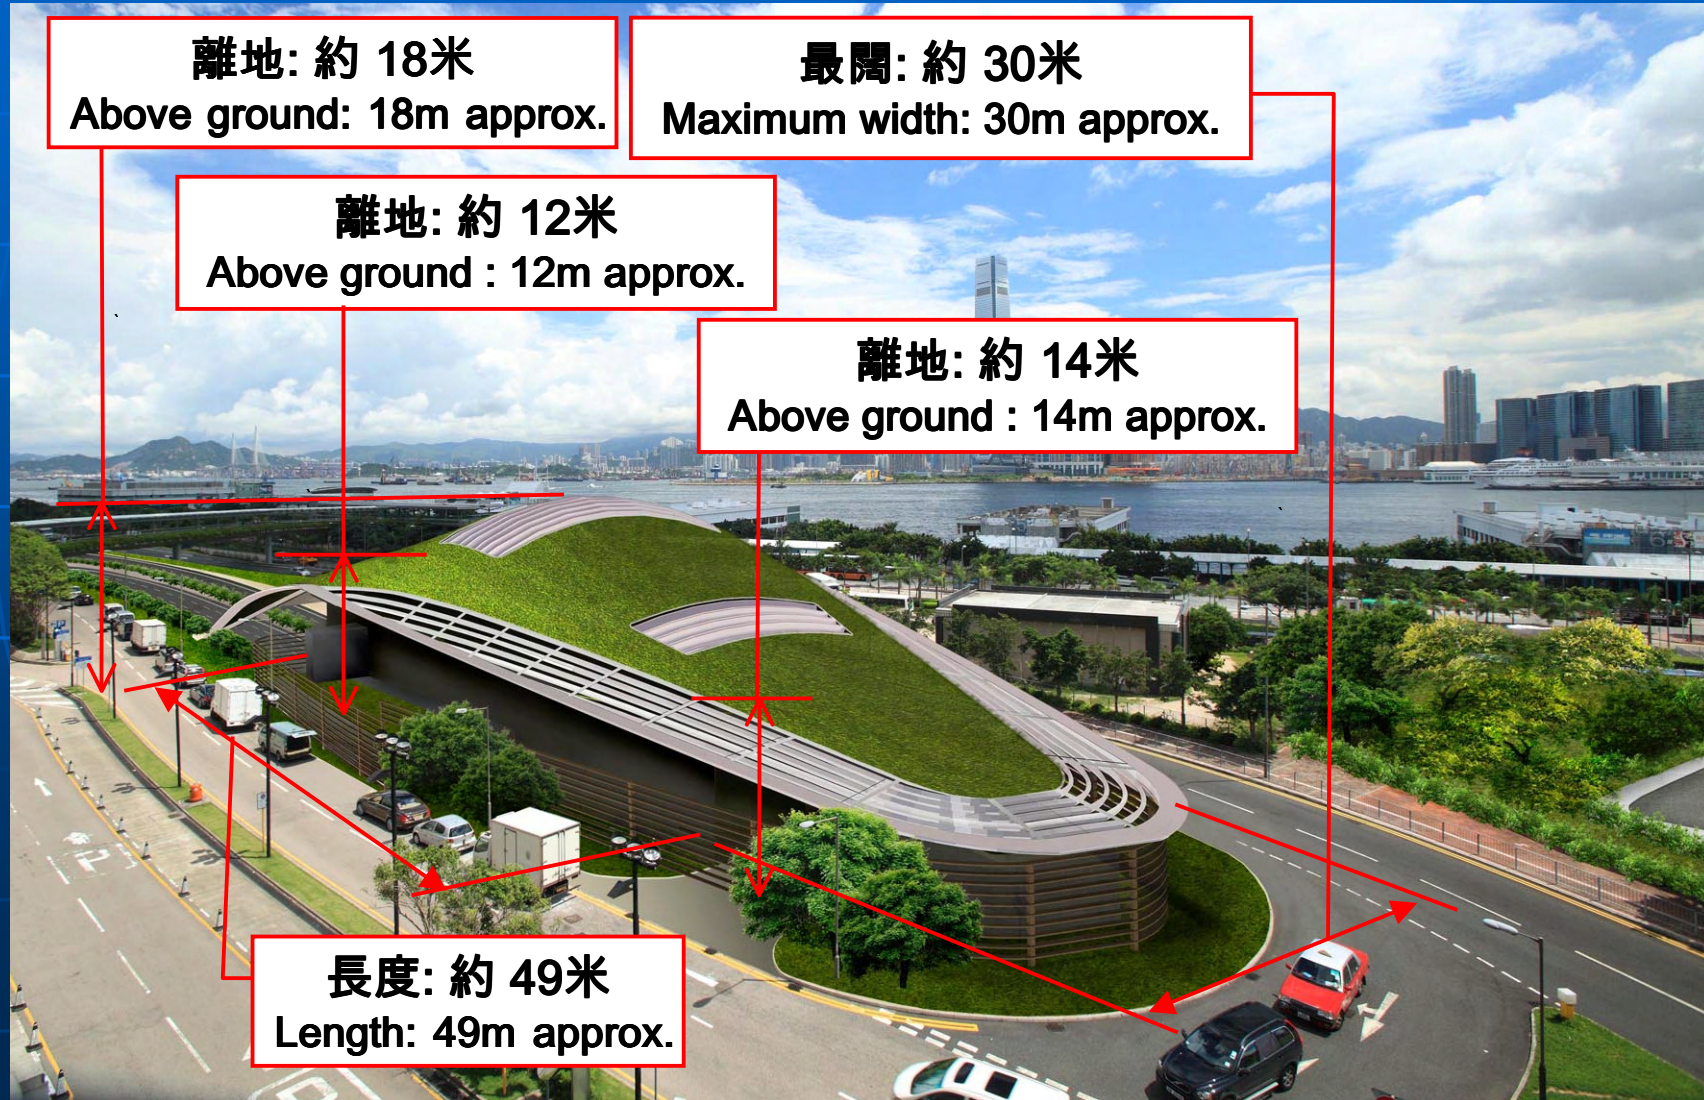 離地: 約 18米
Above ground: 18m approx.
最闊: 約 30米
Maximum width: 30m approx.
離地: 約 12米
Above ground : 12m approx.
離地: 約 14米
Above ground : 14m approx.
長度: 約 49米
Length: 49m approx.